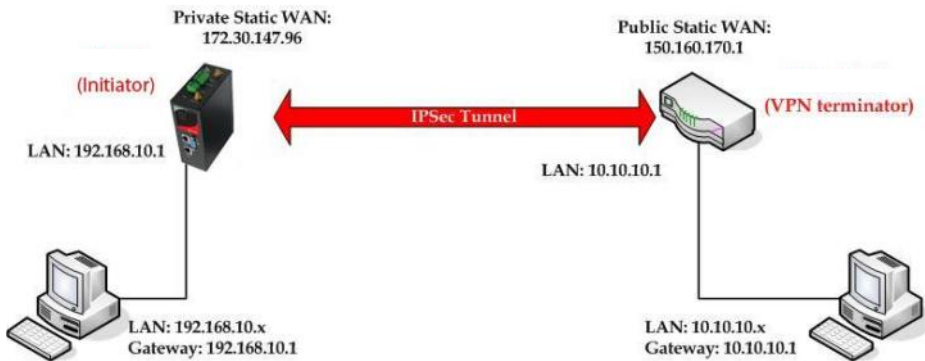 Private Static WAN:
172.30.147.96
Public Static WAN:
150.160.170.1
(Initiator)
(VPN terminator)
IPSec Tunnel
LAN: 192.168.10.1
LAN: 10.10.10.1
LAN: 192.168.10.x
Gateway: 192.168.10.1
LAN: 10.10.10.x
Gateway: 10.10.10.1